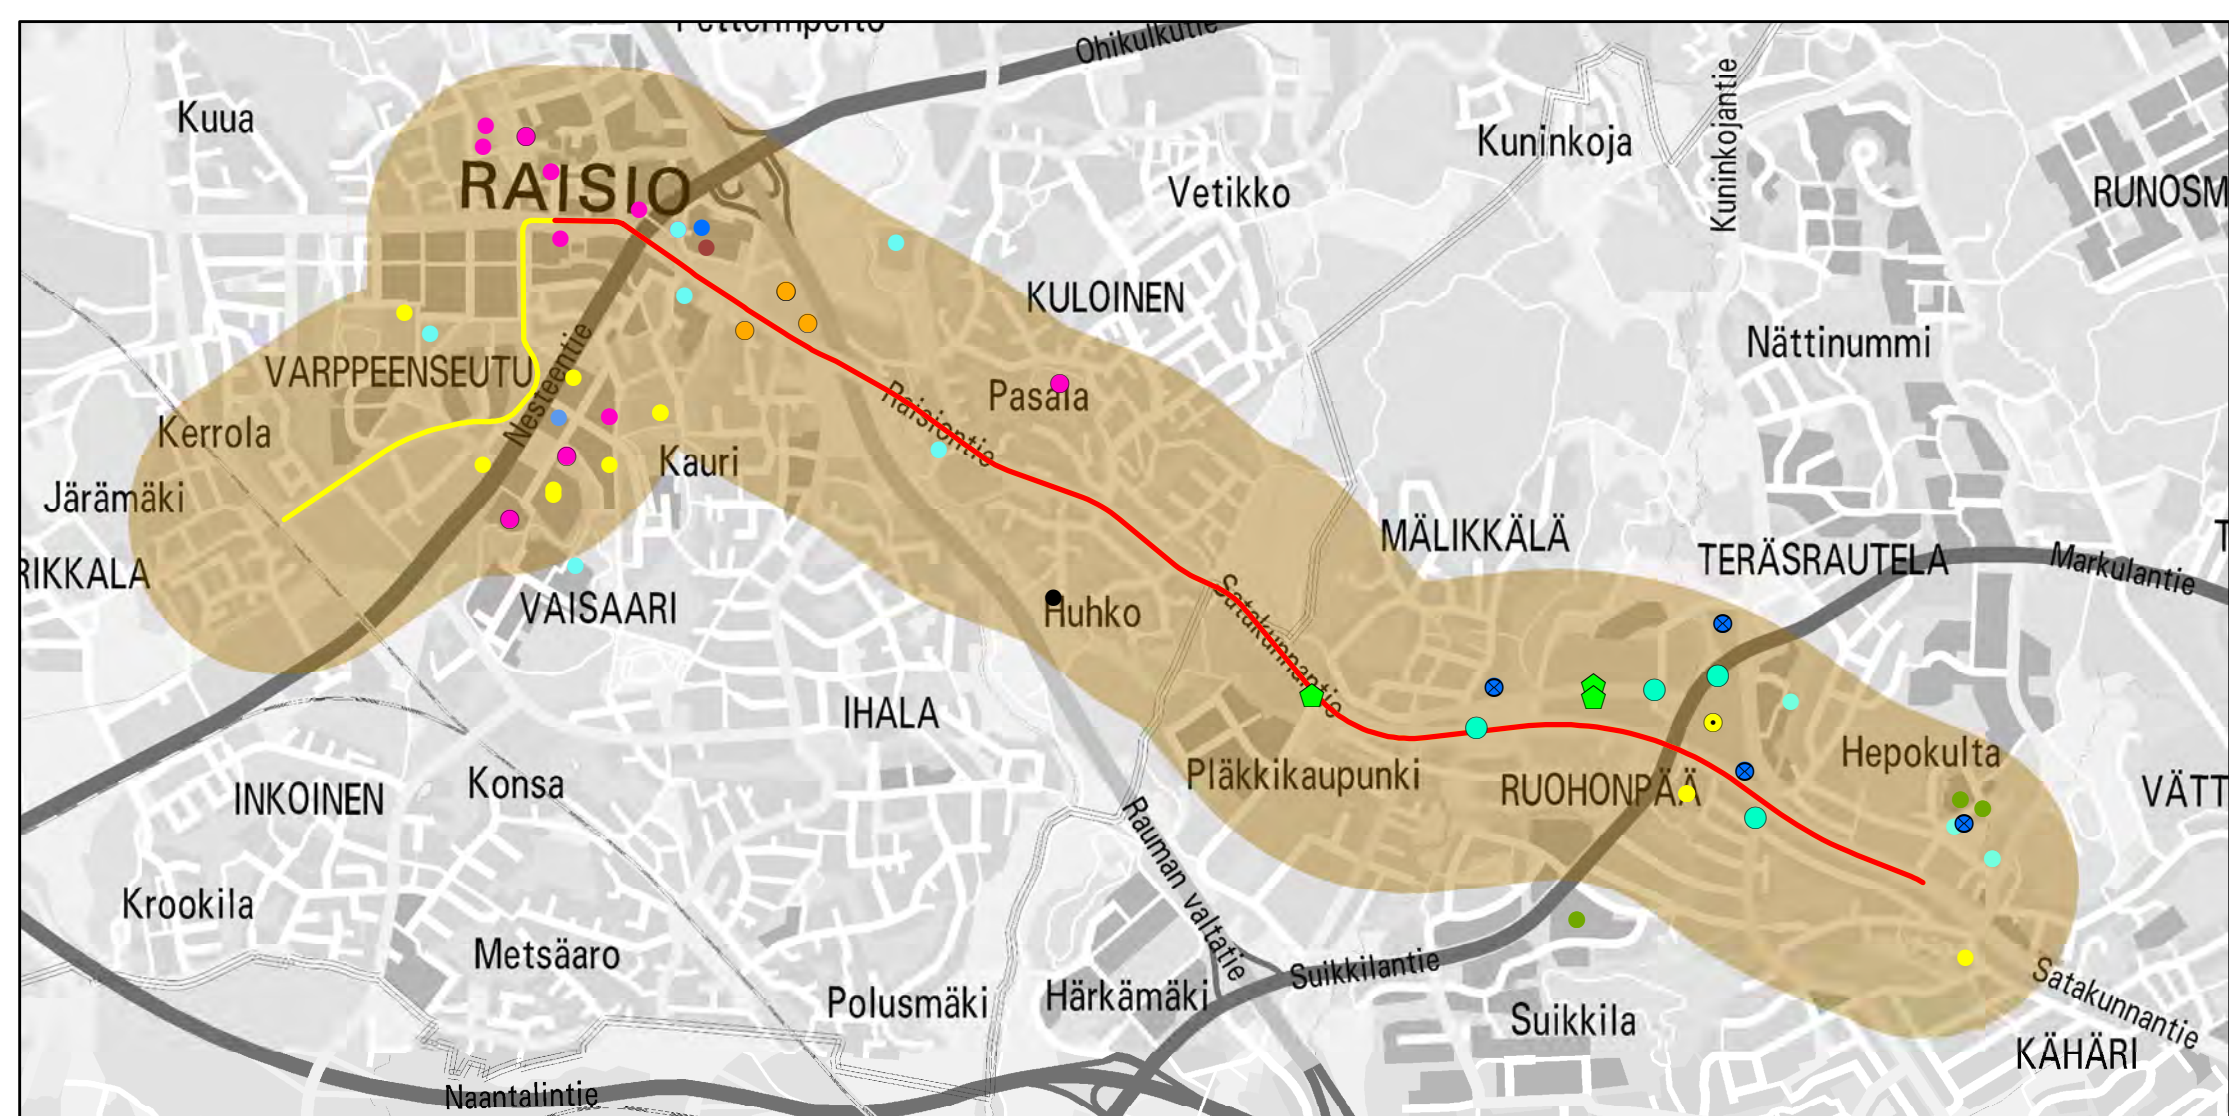 Ohikulkutie
Kuua
Kuninkoja
Kuninkojantie
RAISIO
Vetikko
RUNOSM
KULOINEN
Nättinummi
VARPPEENSEUTU
Nesteentie
Raisiontie
Pasala
Kerrola
Kauri
Järämäki
MÄLIKKÄLÄ
TERÄSRAUTELA
Markulantie
RIKKALA
VAISAARI
Huhko
Satakunnantie
IHALA
Hepokulta
INKOINEN
Konsa
Pläkkikaupunki
RUOHONPÄÄ
VÄTT
Rauman valtatie
Krookila
Metsäaro
Suikkilantie
Satakunnantie
Polusmäki
Härkämäki
Suikkila
KÄHÄRI
Naantalintie